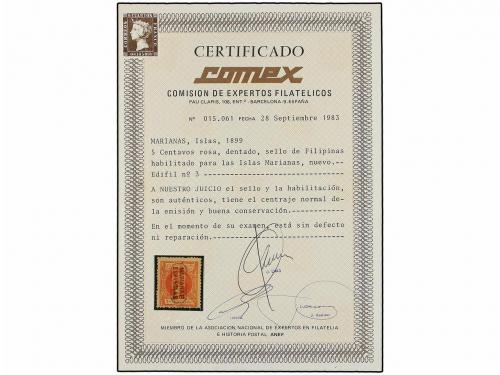 CERTIFICADO
comex
COMISION DE EXPERTOS FILATELICOS
PAU CLARIS, 108, ENT.º - BARCELONA-9-ESPAÑA
Nº 015.061 FECHA 28 Septiembre 1983
MARIANAS, Islas, 1899
5 Centavos rosa, dentado, sello de Filipinas
habilitado para las Islas Marianas, nuevo.--
Edifil nº 3
A NUESTRO JUICIO el sello y la habilitación,
son auténticos, tiene el centraje normal de-
la emisión y buena conservación.
En el momento de su examen, está sin defecto
ni reparación.
MARIANAS
ESPAÑOLAS
MIEMBRO DE LA ASOCIACION NACIONAL DE EXPERTOS EN FILATELIA
E HISTORIA POSTAL ANEP.